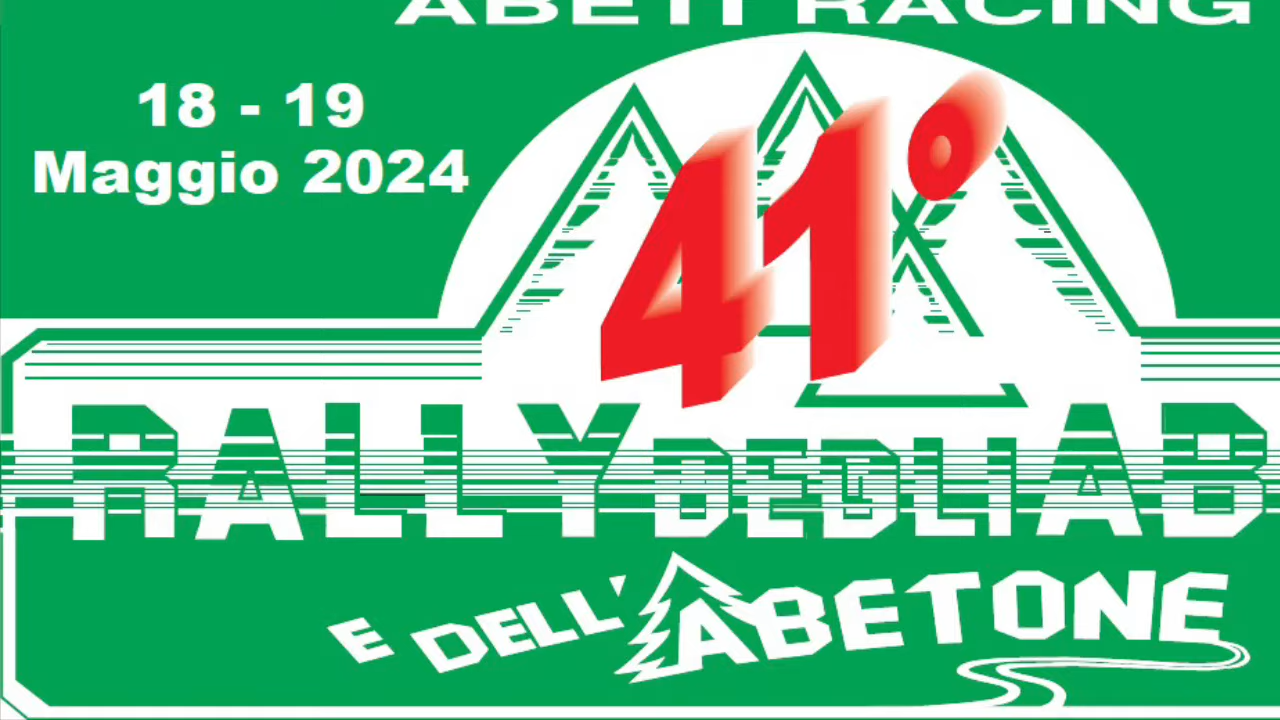 ABETI RACING
18 - 19
Maggio 2024
41°
RALLY DEGLI AB
E DELL'ABETONE